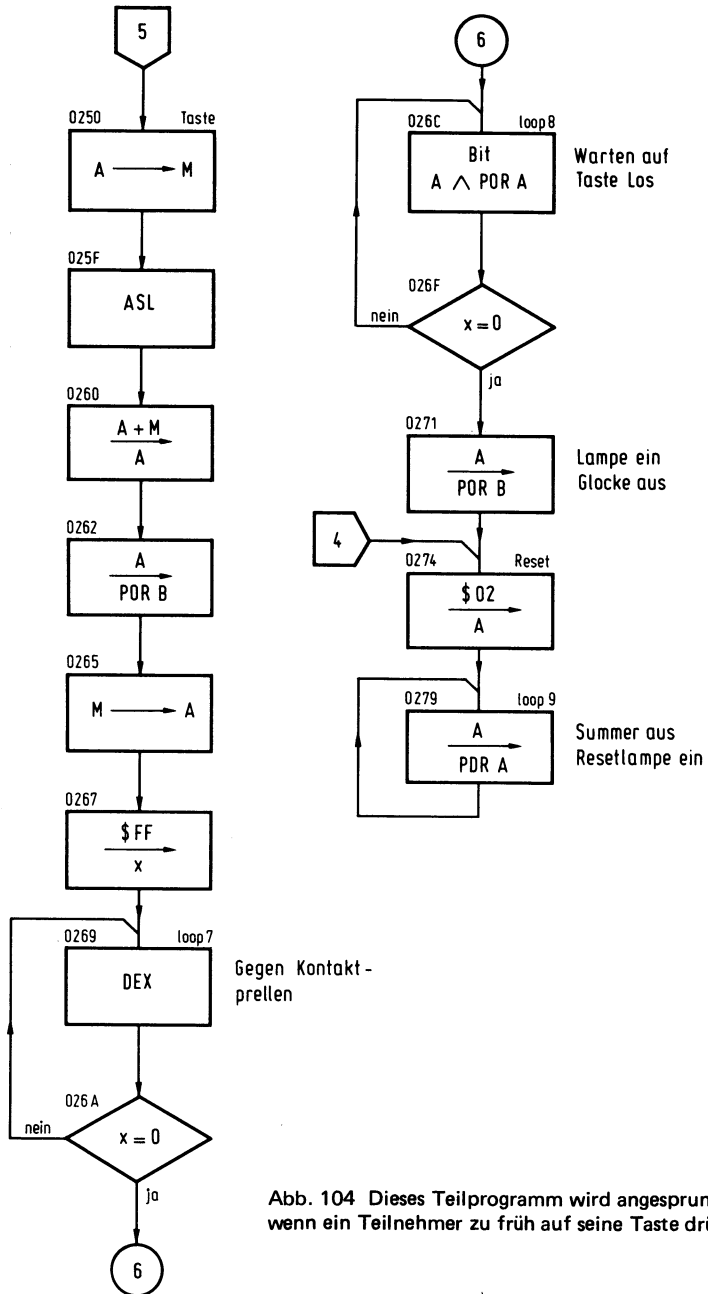 5
0250 Taste
A → M
025F
ASL
0260
A + M
A
0262
A
POR B
0265
M → A
0267
$ FF
x
0269 loop 7
DEX
Gegen Kontakt-
prellen
026A
nein
x = 0
ja
6
6
026C loop 8
Bit
A ∧ POR A
Warten auf
Taste Los
026F
nein
x = 0
ja
0271
A
POR B
Lampe ein
Glocke aus
4
0274 Reset
$ 02
A
0279 loop 9
A
PDR A
Summer aus
Resetlampe ein
Abb. 104 Dieses Teilprogramm wird angesprun
wenn ein Teilnehmer zu früh auf seine Taste drü